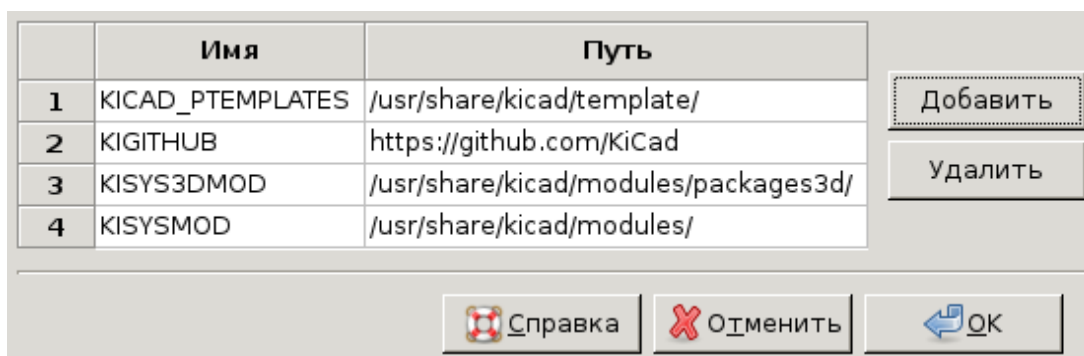 Имя Путь
1 KICAD_PTEMPLATES /usr/share/kicad/template/
2 KIGITHUB https://github.com/KiCad
3 KISYS3DMOD /usr/share/kicad/modules/packages3d/
4 KISYSMOD /usr/share/kicad/modules/
Добавить
Удалить
Справка Отменить OK